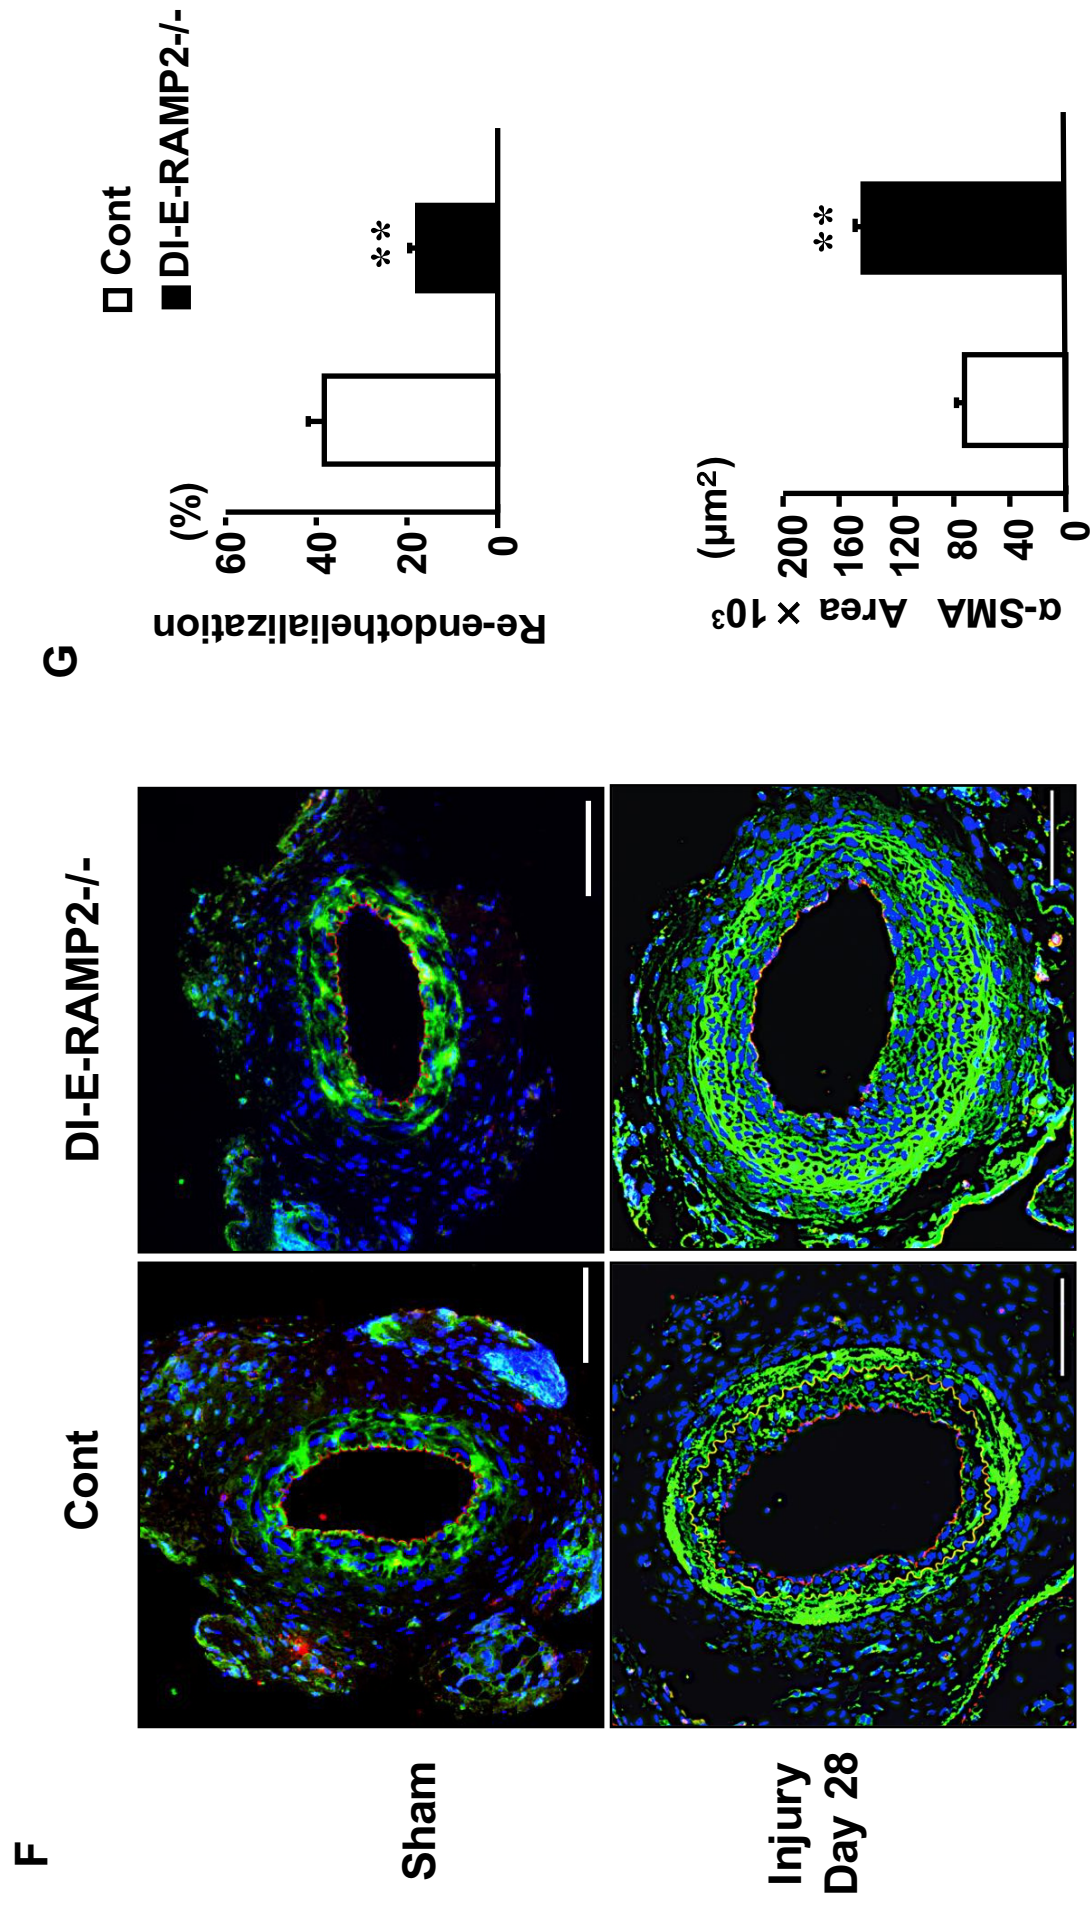 F
Cont
DI-E-RAMP2-/-
Sham
Injury
Day 28
G
Cont
DI-E-RAMP2-/-
(%)
60
40
20
0
Re-endothelialization
**
(μm²)
200
160
120
80
40
0
α-SMA Area × 10³
**